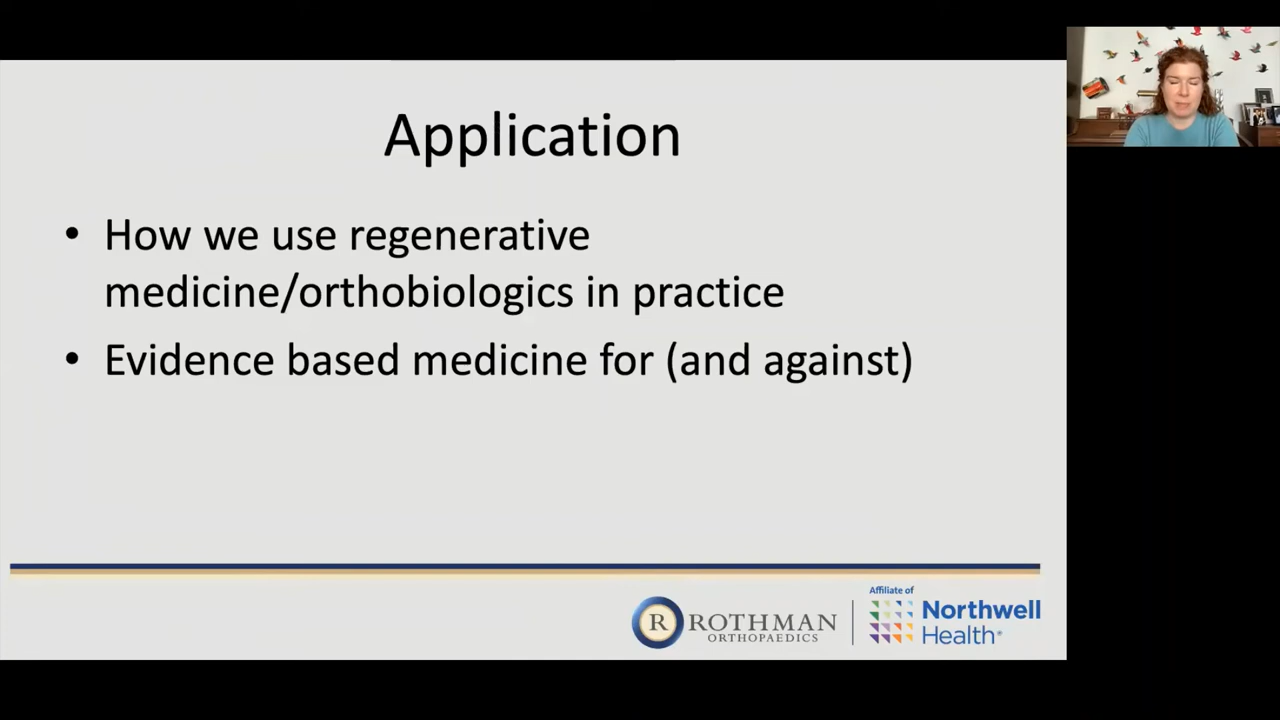 Application
• How we use regenerative
medicine/orthobiologics in practice
• Evidence based medicine for (and against)
R ROTHMAN
ORTHOPAEDICS
Affiliate of
Northwell
Health®